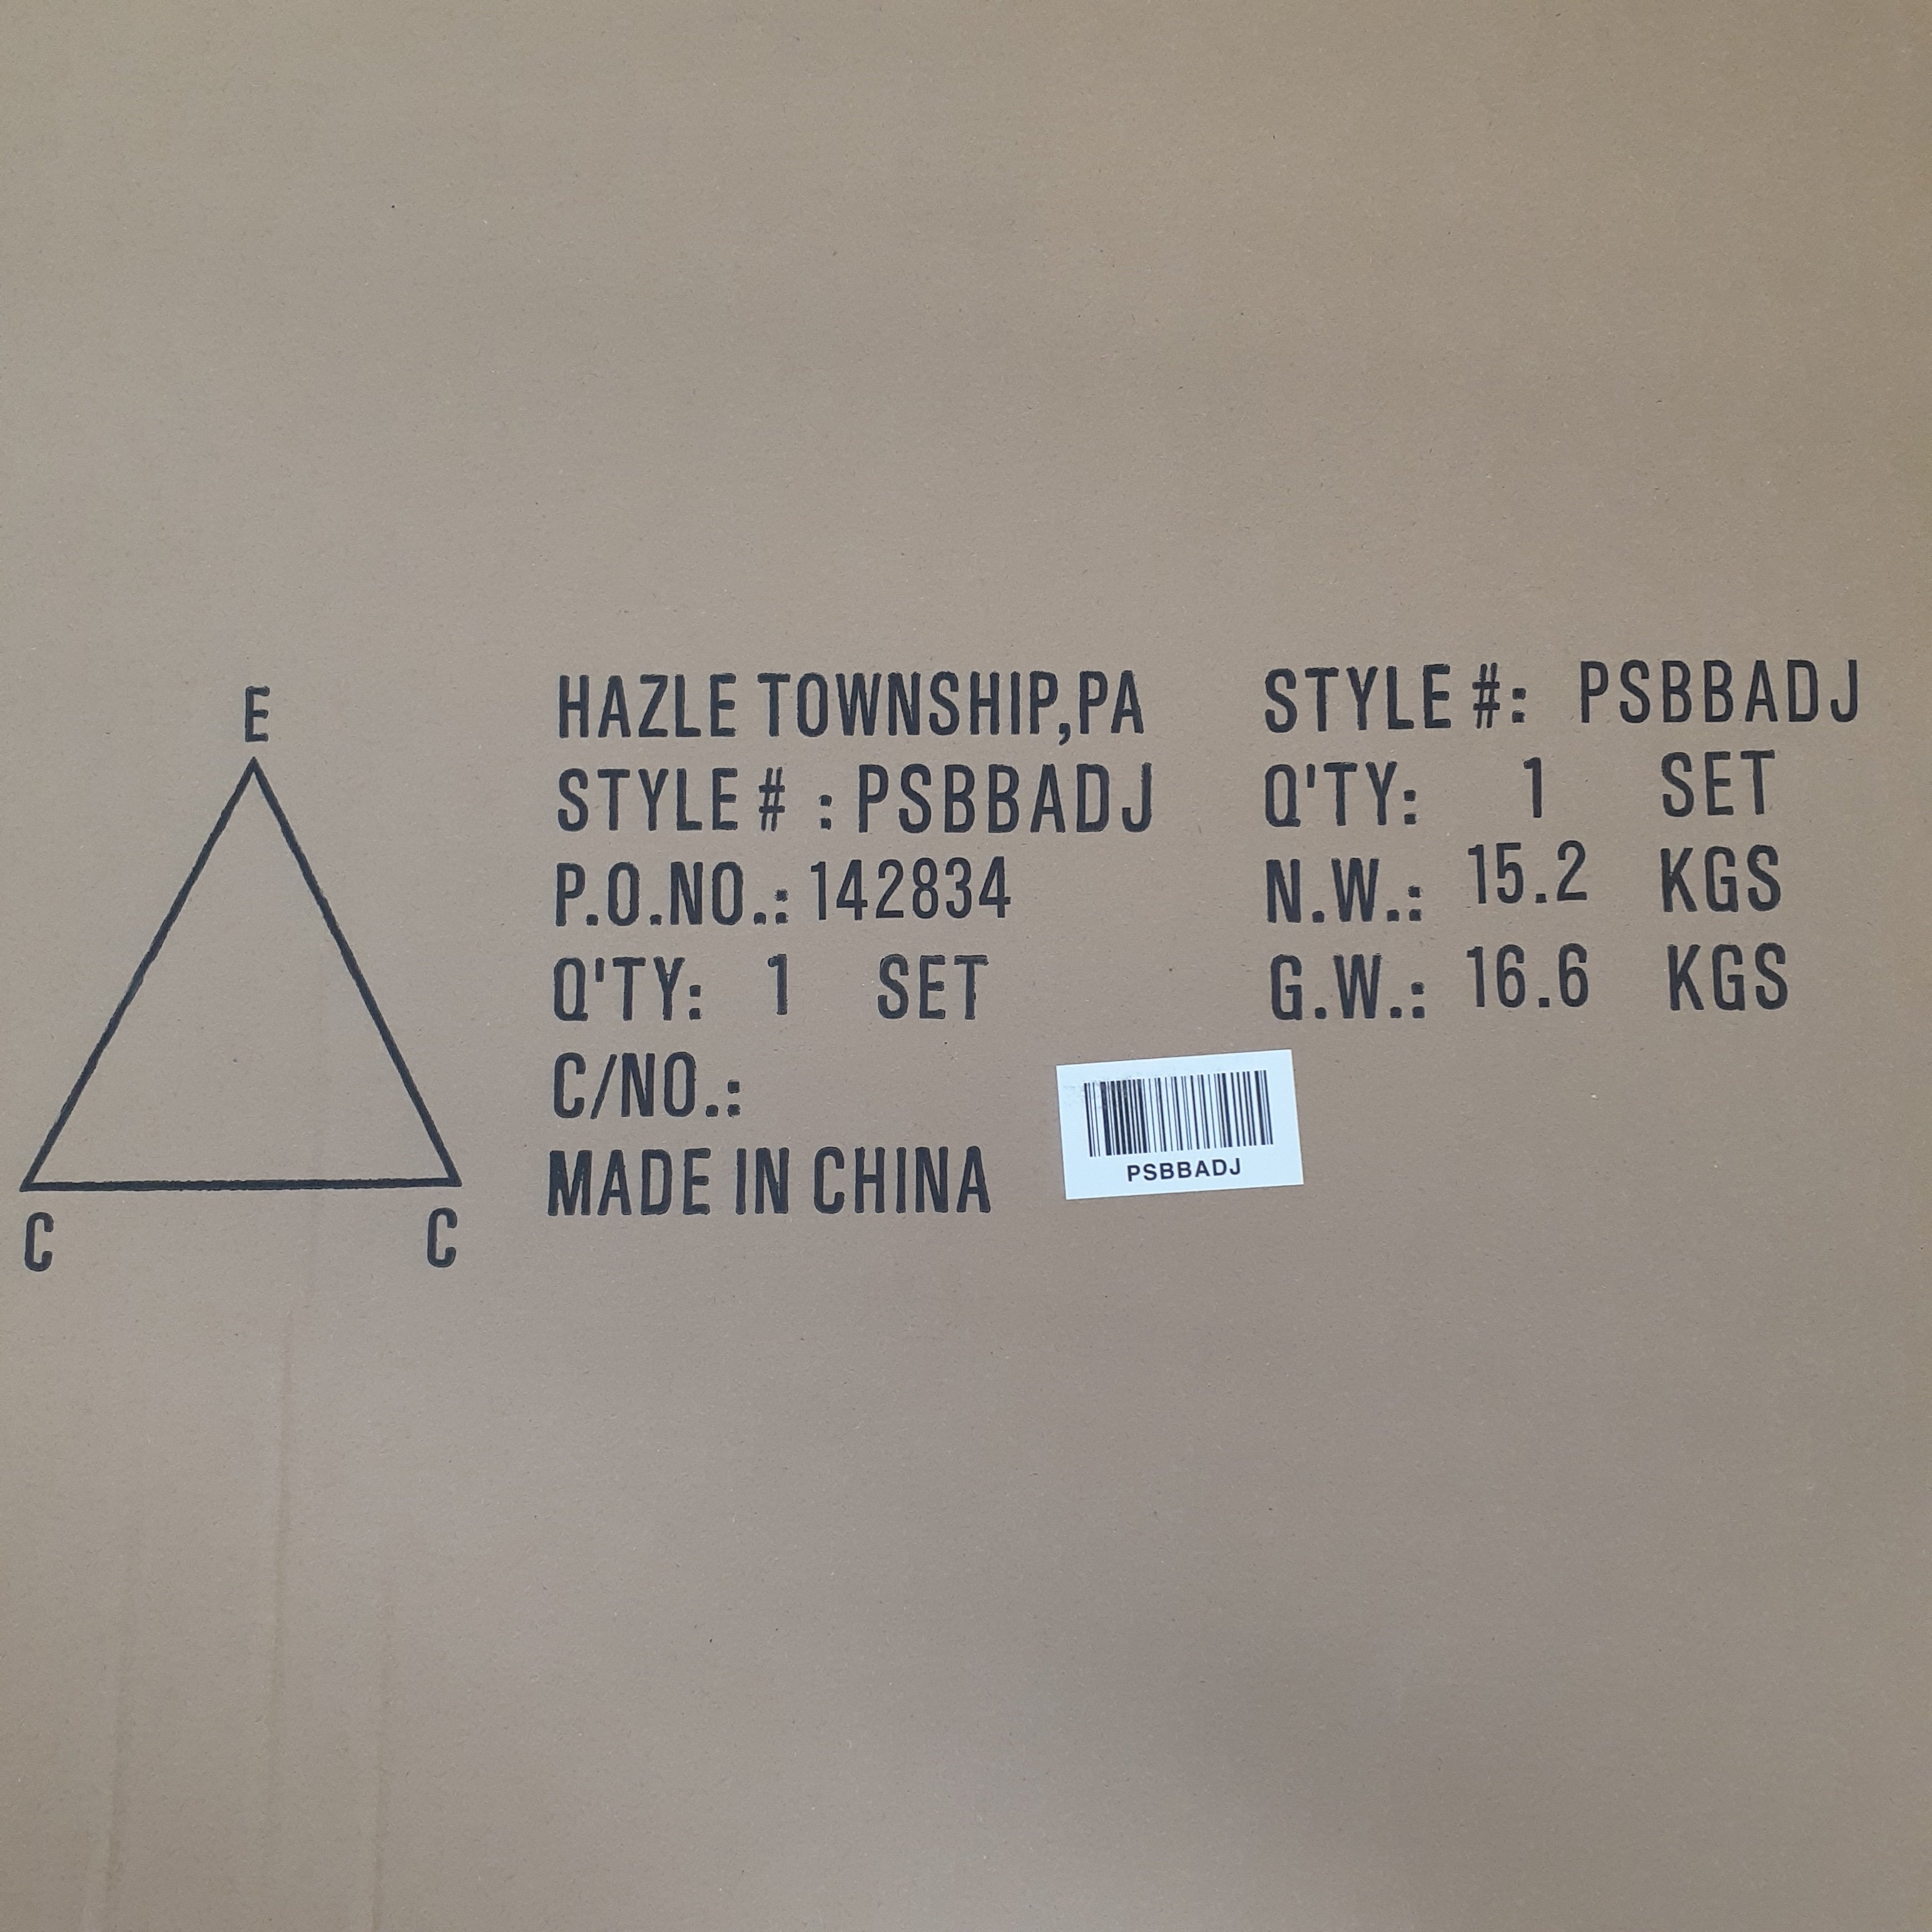 E
C C
HAZLE TOWNSHIP,PA
STYLE # : PSBBADJ
P.O.NO.: 142834
Q'TY: 1 SET
C/NO.:
MADE IN CHINA
STYLE #: PSBBADJ
Q'TY: 1 SET
N.W.: 15.2 KGS
G.W.: 16.6 KGS
PSBBADJ